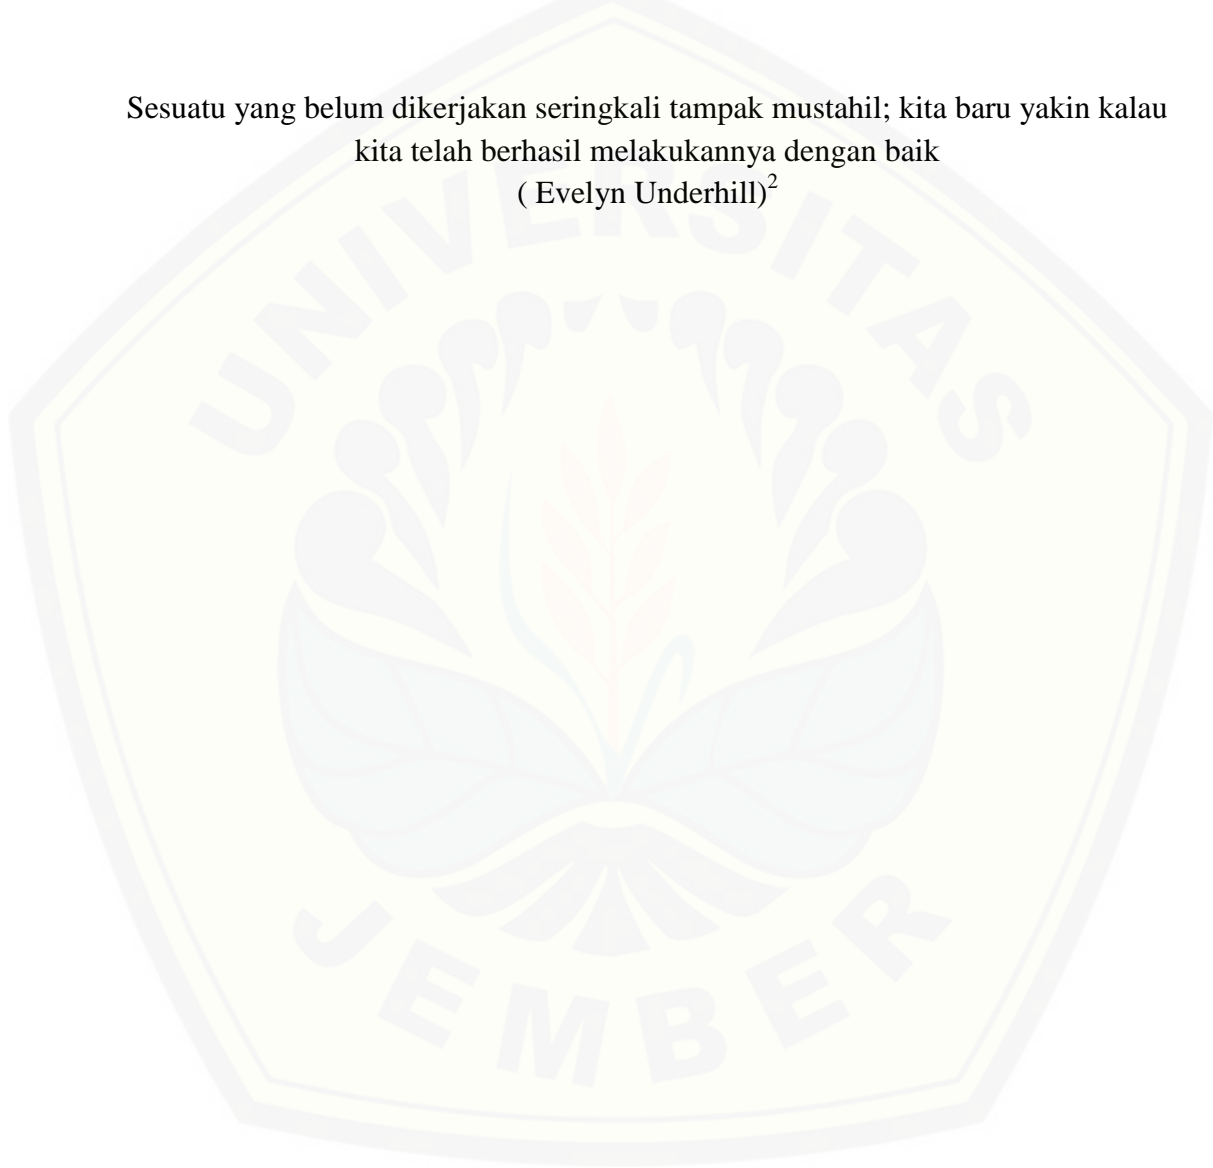 Sesuatu yang belum dikerjakan seringkali tampak mustahil; kita baru yakin kalau
kita telah berhasil melakukannya dengan baik
( Evelyn Underhill)2
UNIVERSITAS
JEMBER